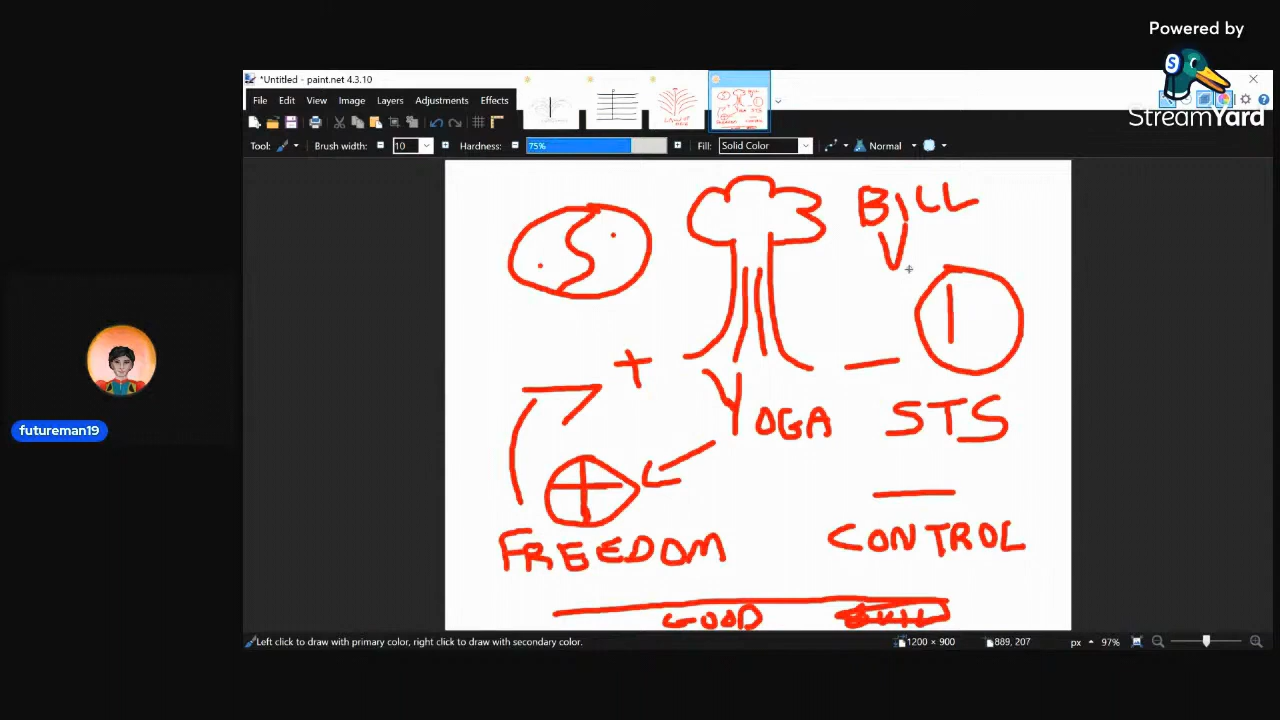 Powered by
StreamYard
*Untitled - paint.net 4.3.10
File Edit View Image Layers Adjustments Effects
Tool: Brush width: 10 Hardness: 75% Fill: Solid Color Normal
BILL
V
+
YOGA
STS
FREEDOM
CONTROL
GOOD
futureman19
Left click to draw with primary color, right click to draw with secondary color. 1200 × 900 889, 207 px 97%